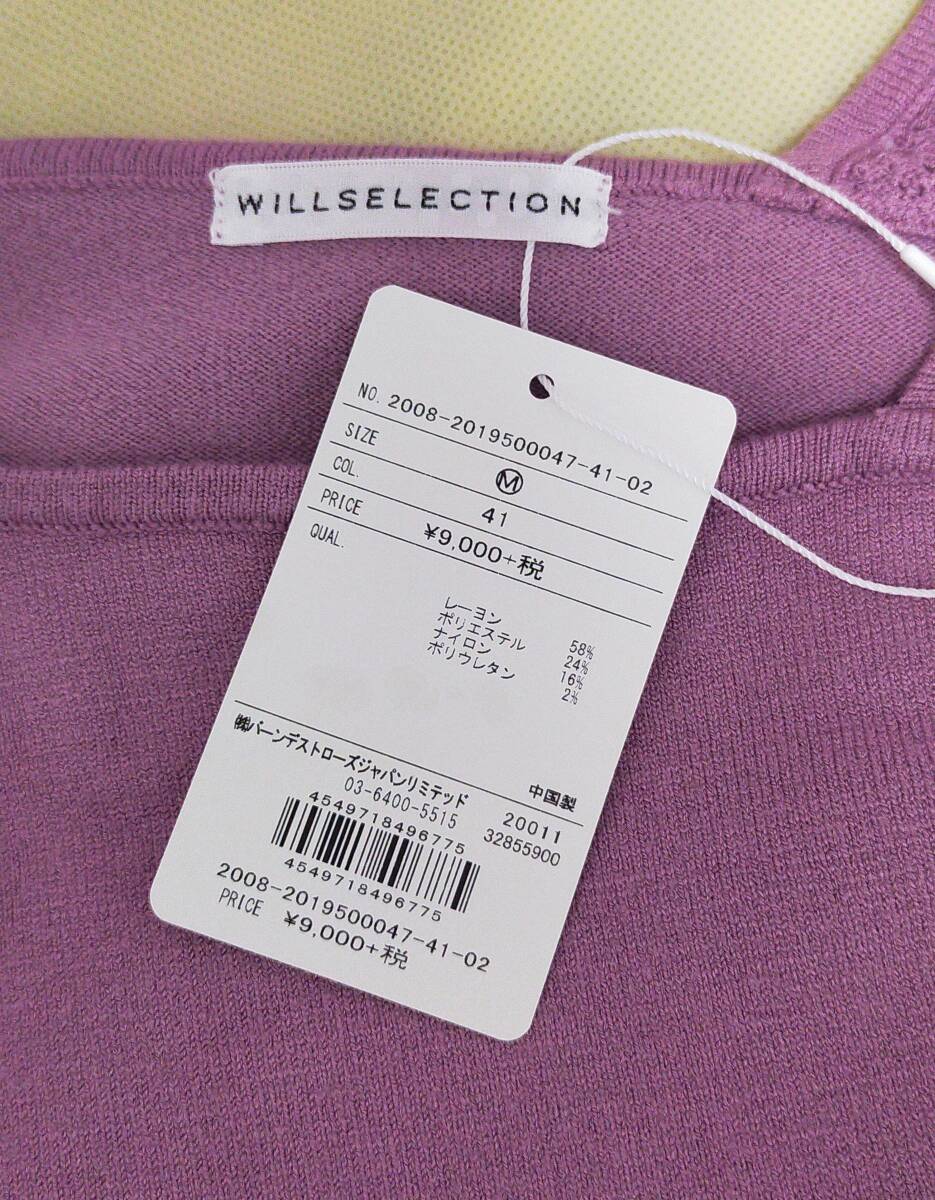 WILLSELECTION
NO. 2008-2019500047-41-02
SIZE Ⓜ
COL. 41
PRICE ¥9,000+税
QUAL.
レーヨン 58%
ポリエステル 24%
ナイロン 16%
ポリウレタン 2%
㈱バーンデストローズジャパンリミテッド 中国製
03-6400-5515 20011
4549718496775 32855900
4549718496775
2008-2019500047-41-02
PRICE ¥9,000+税